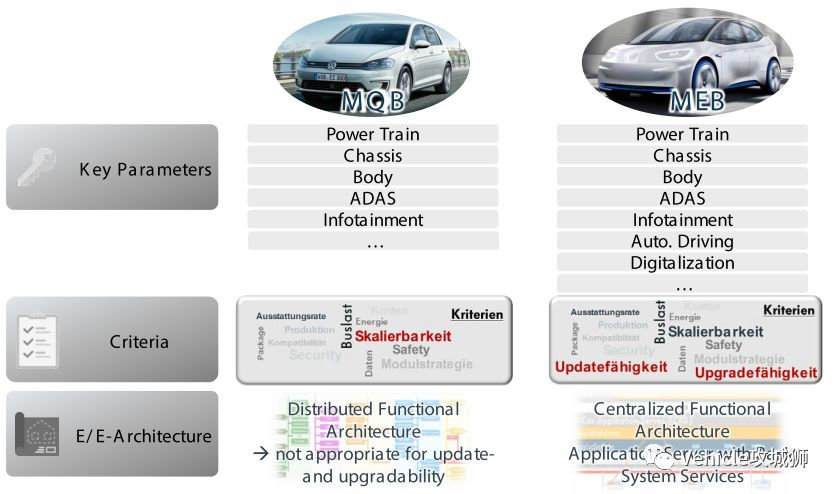 MQB
MEB
Key Parameters
Power Train
Chassis
Body
ADAS
Infotainment
…
Power Train
Chassis
Body
ADAS
Infotainment
Auto. Driving
Digitalization
…
Criteria
Kosten
Kriterien
Ausstattungsrate
Buslast
Energie
Package
Produktion
Skalierbarkeit
Kompatibilität
Safety
Security
Daten
Modulstrategie
Kosten
Kriterien
Ausstattungsrate
Buslast
Energie
Package
Produktion
Skalierbarkeit
Kompatibilität
Safety
Security
Daten
Modulstrategie
Updatefähigkeit
Upgradefähigkeit
E/E-Architecture
Distributed Functional
Architecture
→ not appropriate for update-
and upgradability
Centralized Functional
Architecture
Application Server with
System Services
Vehicle攻城狮